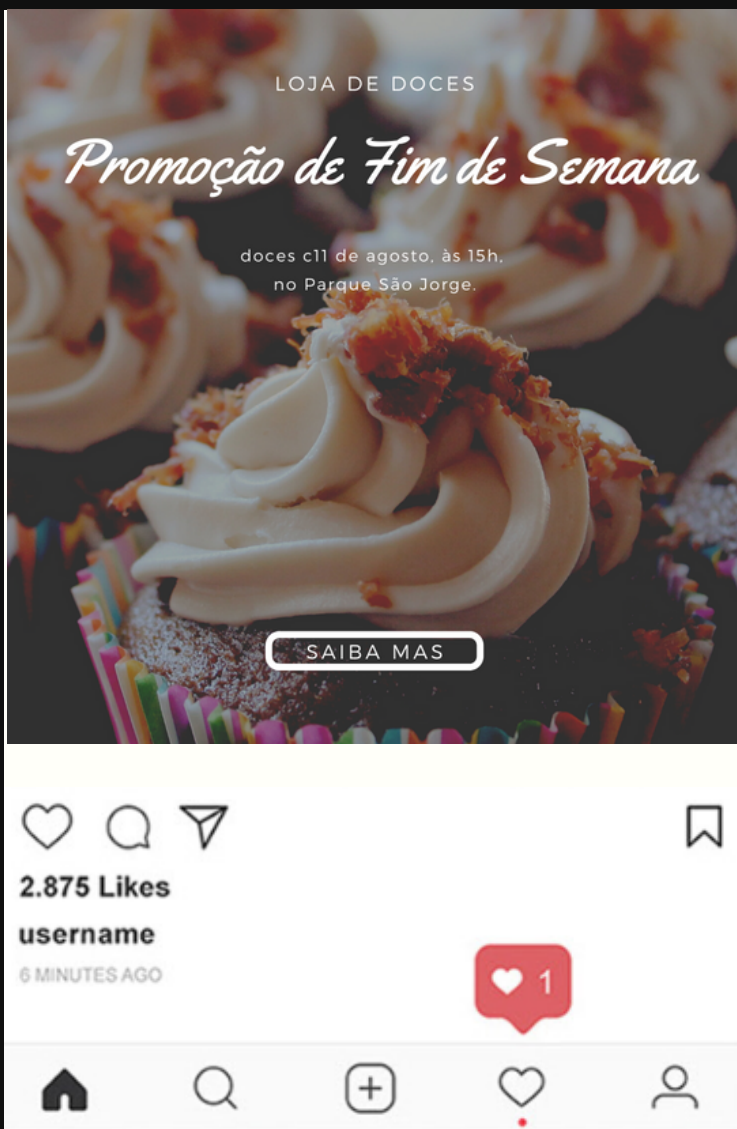 LOJA DE DOCES
Promoção de Fim de Semana
doces c11 de agosto, às 15h,
no Parque São Jorge.
SAIBA MAS
2.875 Likes
username
6 MINUTES AGO
1